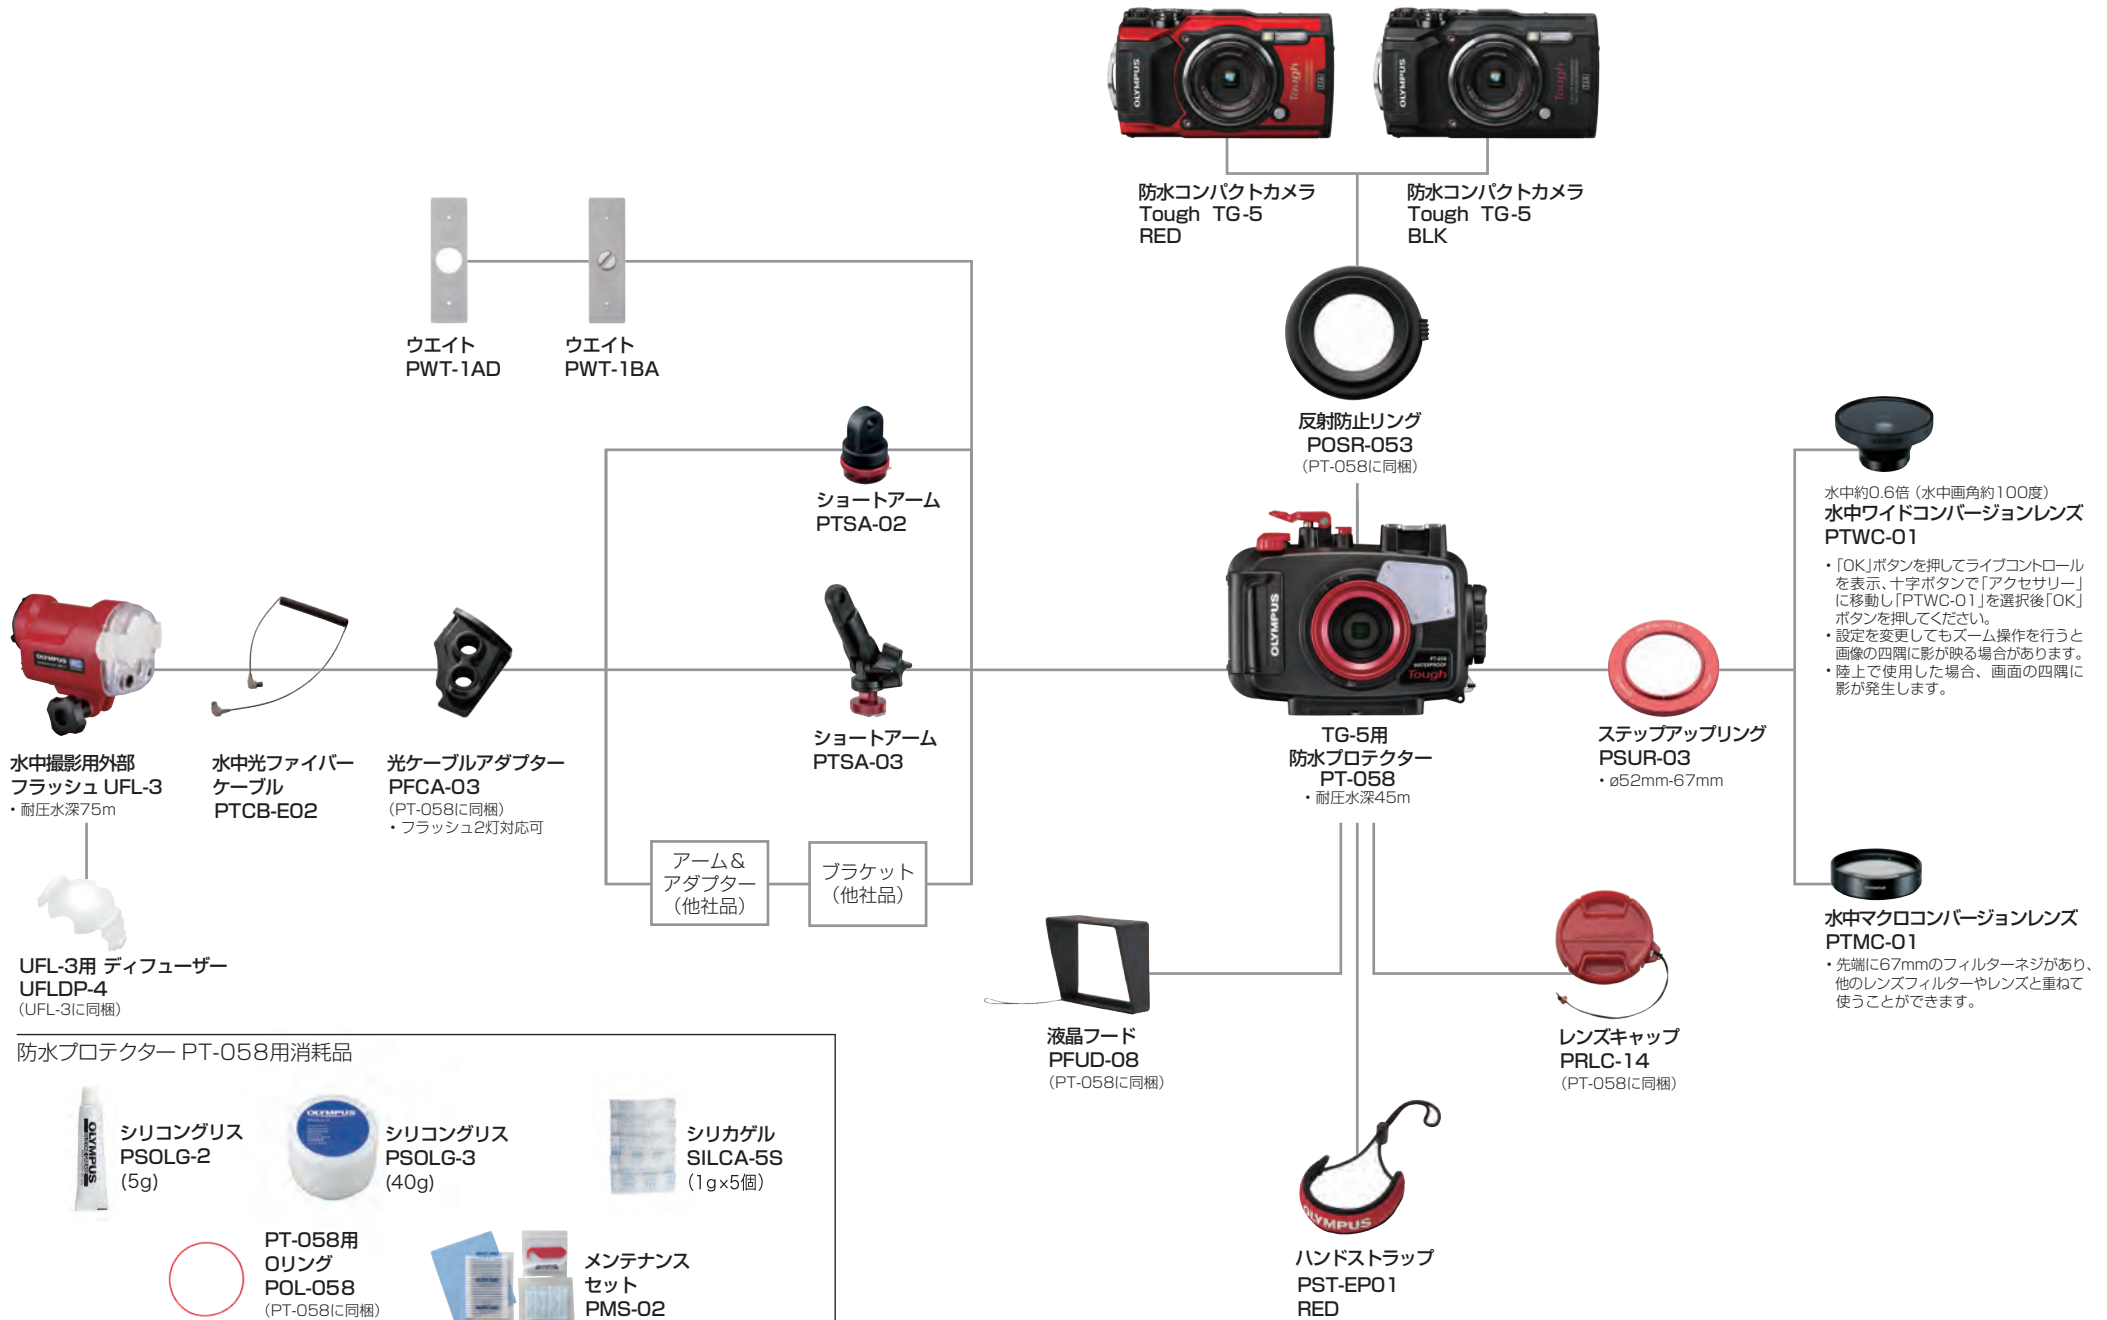 防水コンパクトカメラ
Tough TG-5
RED
防水コンパクトカメラ
Tough TG-5
BLK
ウエイト
PWT-1AD
ウエイト
PWT-1BA
反射防止リング
POSR-053
(PT-058に同梱)
ショートアーム
PTSA-02
ショートアーム
PTSA-03
水中約0.6倍（水中画角約100度）
水中ワイドコンバージョンレンズ
PTWC-01
・「OK」ボタンを押してライブコントロール
を表示、十字ボタンで「アクセサリー」
に移動し「PTWC-01」を選択後「OK」
ボタンを押してください。
・設定を変更してもズーム操作を行うと
画像の四隅に影が映る場合があります。
・陸上で使用した場合、画面の四隅に
影が発生します。
水中撮影用外部
フラッシュ UFL-3
・耐圧水深75m
水中光ファイバー
ケーブル
PTCB-E02
光ケーブルアダプター
PFCA-03
(PT-058に同梱)
・フラッシュ2灯対応可
OLYMPUS
PT-058
WATERPROOF
Tough
TG-5用
防水プロテクター
PT-058
・耐圧水深45m
ステップアップリング
PSUR-03
・ø52mm-67mm
アーム&
アダプター
（他社品）
ブラケット
（他社品）
水中マクロコンバージョンレンズ
PTMC-01
・先端に67mmのフィルターネジがあり、
他のレンズフィルターやレンズと重ねて
使うことができます。
UFL-3用 ディフューザー
UFLDP-4
(UFL-3に同梱)
液晶フード
PFUD-08
(PT-058に同梱)
レンズキャップ
PRLC-14
(PT-058に同梱)
ハンドストラップ
PST-EP01
RED
防水プロテクター PT-058用消耗品
シリコングリス
PSOLG-2
(5g)
シリコングリス
PSOLG-3
(40g)
シリカゲル
SILCA-5S
(1g×5個)
PT-058用
Oリング
POL-058
(PT-058に同梱)
メンテナンス
セット
PMS-02